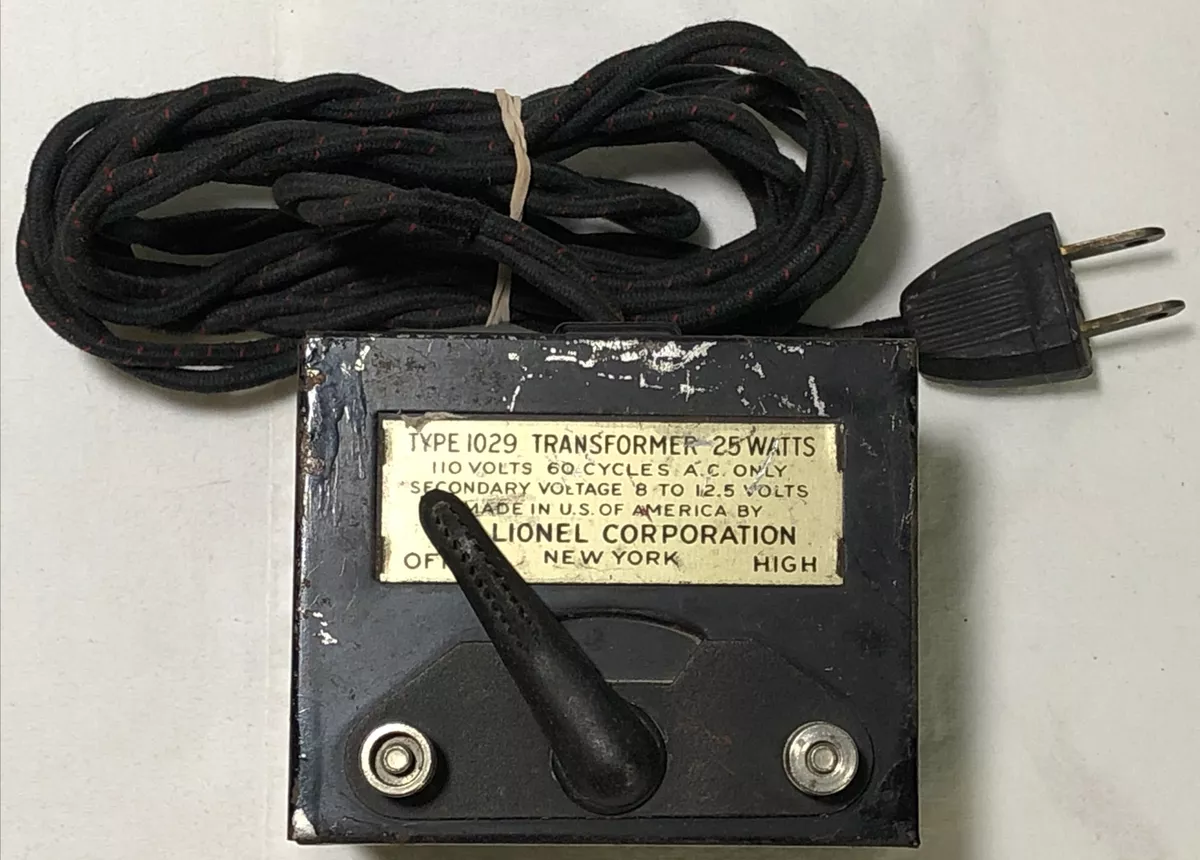 TYPE 1029 TRANSFORMER 25 WATTS
110 VOLTS 60 CYCLES A.C. ONLY
SECONDARY VOLTAGE 8 TO 12.5 VOLTS
MADE IN U.S. OF AMERICA BY
LIONEL CORPORATION
NEW YORK HIGH